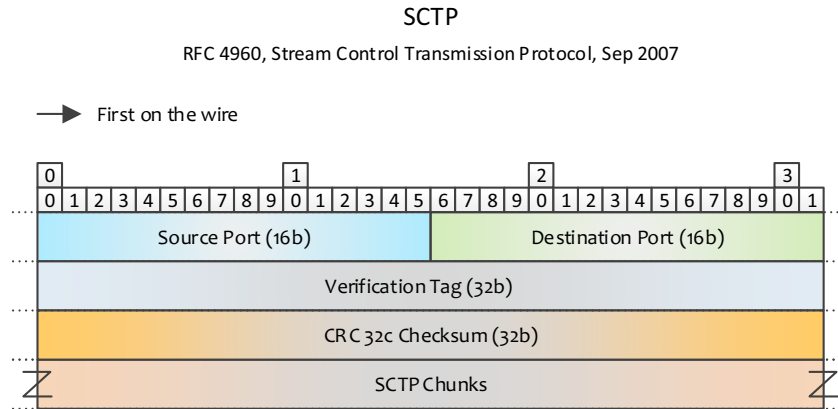 SCTP
RFC 4960, Stream Control Transmission Protocol, Sep 2007
First on the wire
0 1 2 3
0 1 2 3 4 5 6 7 8 9 0 1 2 3 4 5 6 7 8 9 0 1 2 3 4 5 6 7 8 9 0 1
Source Port (16b) Destination Port (16b)
Verification Tag (32b)
CRC 32c Checksum (32b)
SCTP Chunks